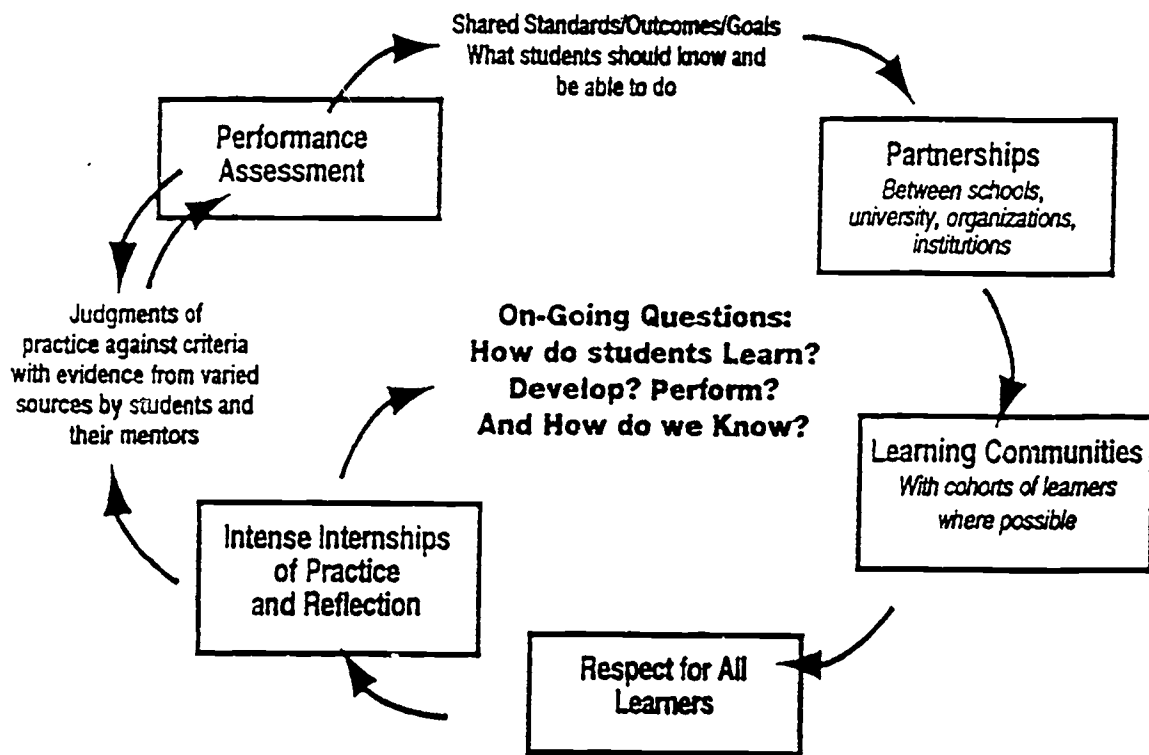 Shared Standards/Outcomes/Goals
What students should know and
be able to do
Performance
Assessment
Partnerships
Between schools,
university, organizations,
institutions
Judgments of
practice against criteria
with evidence from varied
sources by students and
their mentors
On-Going Questions:
How do students Learn?
Develop? Perform?
And How do we Know?
Learning Communities
With cohorts of learners
where possible
Intense Internships
of Practice
and Reflection
Respect for All
Learners